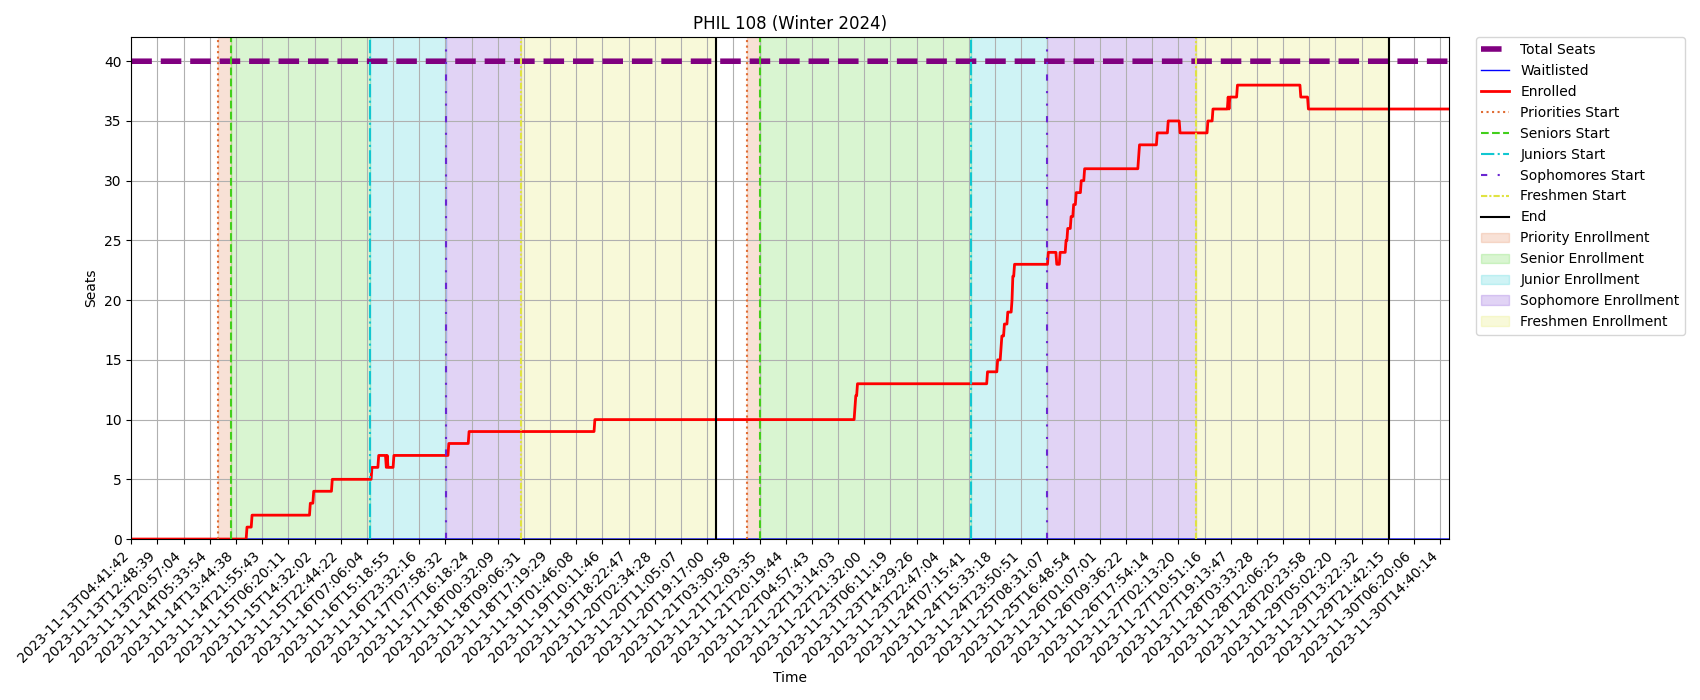 PHIL 108 (Winter 2024)
Seats
40
35
30
25
20
15
10
5
0
2023-11-13T04:41:42
2023-11-13T12:48:39
2023-11-13T20:57:04
2023-11-14T05:33:54
2023-11-14T13:44:38
2023-11-14T21:55:43
2023-11-15T06:20:11
2023-11-15T14:32:02
2023-11-15T22:44:22
2023-11-16T07:06:04
2023-11-16T15:18:55
2023-11-16T23:32:16
2023-11-17T07:58:32
2023-11-17T16:18:24
2023-11-18T00:32:09
2023-11-18T09:06:31
2023-11-18T17:19:29
2023-11-19T01:46:08
2023-11-19T10:11:46
2023-11-19T18:22:47
2023-11-20T02:34:28
2023-11-20T11:05:07
2023-11-20T19:17:00
2023-11-21T03:30:58
2023-11-21T12:03:35
2023-11-21T20:19:44
2023-11-22T04:57:43
2023-11-22T13:14:03
2023-11-22T21:32:00
2023-11-23T06:11:19
2023-11-23T14:29:26
2023-11-23T22:47:04
2023-11-24T07:15:41
2023-11-24T15:33:18
2023-11-24T23:50:51
2023-11-25T08:31:07
2023-11-25T16:48:54
2023-11-26T01:07:01
2023-11-26T09:36:22
2023-11-26T17:54:14
2023-11-27T02:13:20
2023-11-27T10:51:16
2023-11-27T19:13:47
2023-11-28T03:33:28
2023-11-28T12:06:25
2023-11-28T20:23:58
2023-11-29T05:02:20
2023-11-29T13:22:32
2023-11-29T21:42:15
2023-11-30T06:20:06
2023-11-30T14:40:14
Time
Total Seats
Waitlisted
Enrolled
Priorities Start
Seniors Start
Juniors Start
Sophomores Start
Freshmen Start
End
Priority Enrollment
Senior Enrollment
Junior Enrollment
Sophomore Enrollment
Freshmen Enrollment